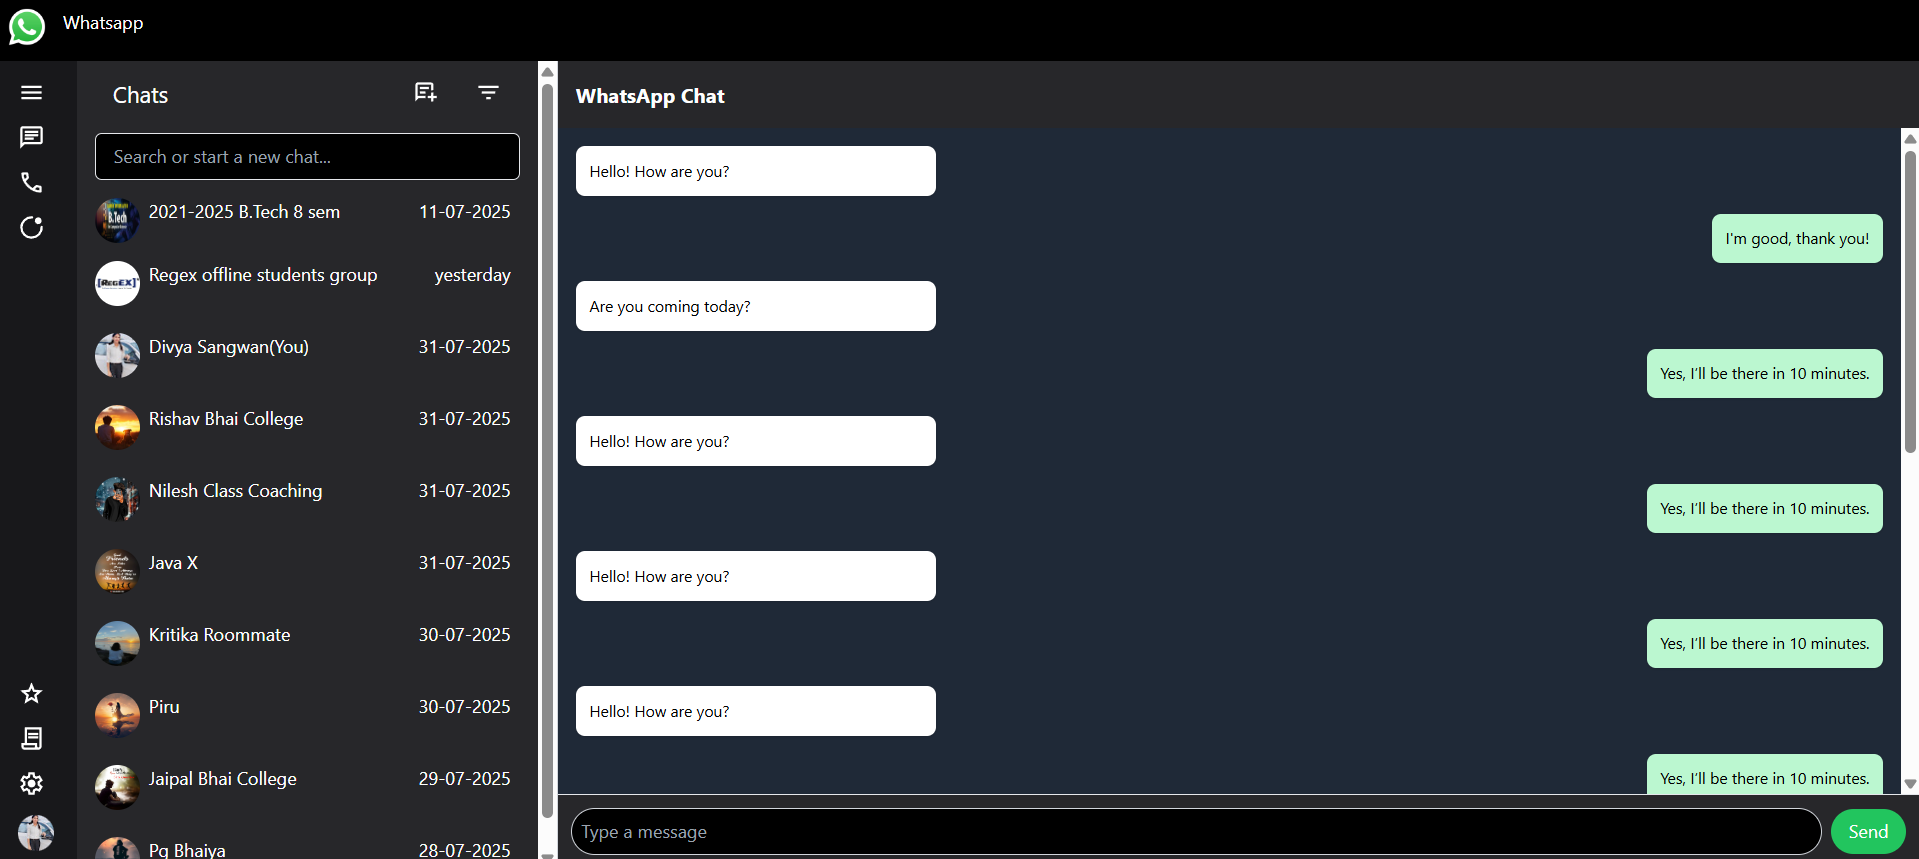 Whatsapp
Chats
Search or start a new chat...
2021-2025 B.Tech 8 sem 11-07-2025
B.Tech
Regex offline students group yesterday
[REGEX]
Divya Sangwan(You) 31-07-2025
Rishav Bhai College 31-07-2025
Nilesh Class Coaching 31-07-2025
Java X 31-07-2025
Kritika Roommate 30-07-2025
Piru 30-07-2025
Jaipal Bhai College 29-07-2025
Pg Bhaiya 28-07-2025
WhatsApp Chat
Hello! How are you?
I'm good, thank you!
Are you coming today?
Yes, I'll be there in 10 minutes.
Hello! How are you?
Yes, I'll be there in 10 minutes.
Hello! How are you?
Yes, I'll be there in 10 minutes.
Hello! How are you?
Yes, I'll be there in 10 minutes.
Type a message
Send